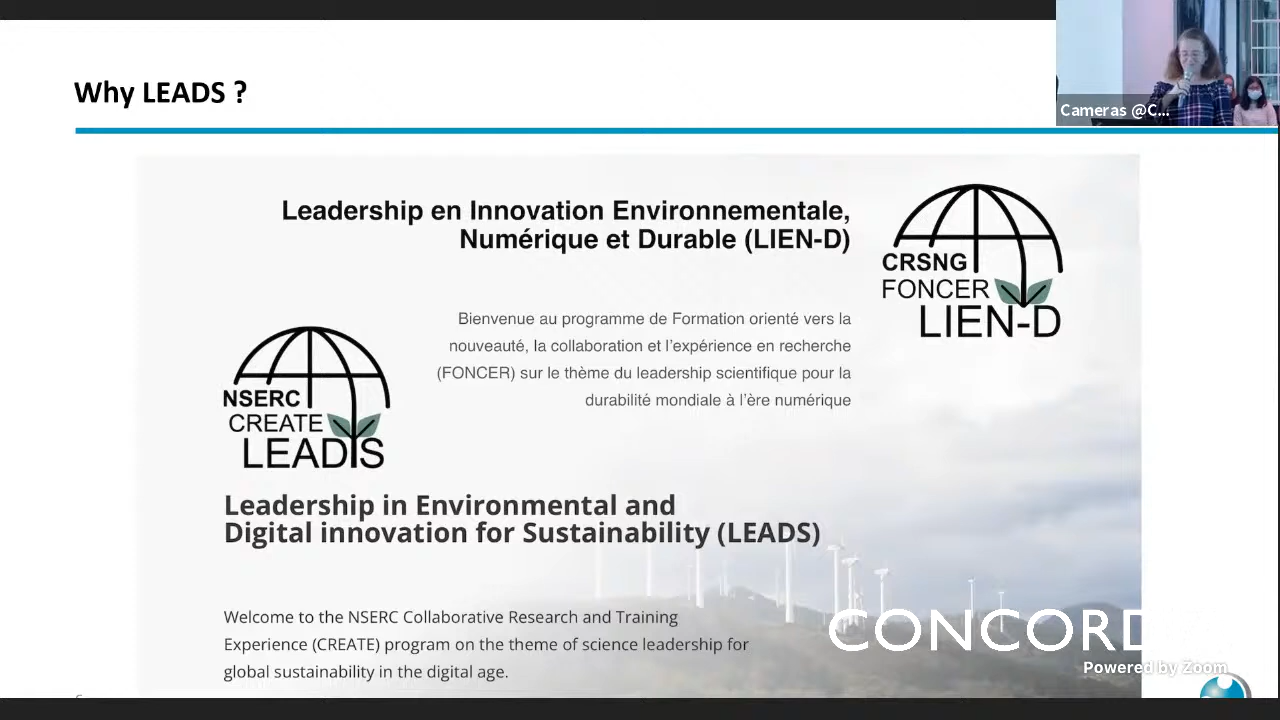 Why LEADS ?
Cameras @C...
Leadership en Innovation Environnementale,
Numérique et Durable (LIEN-D)
CRSNG
FONCER
LIEN-D
Bienvenue au programme de Formation orienté vers la
nouveauté, la collaboration et l'expérience en recherche
(FONCER) sur le thème du leadership scientifique pour la
durabilité mondiale à l'ère numérique
NSERC
CREATE
LEADS
Leadership in Environmental and
Digital innovation for Sustainability (LEADS)
Welcome to the NSERC Collaborative Research and Training
Experience (CREATE) program on the theme of science leadership for
global sustainability in the digital age.
CONCORD
Powered by Zoom